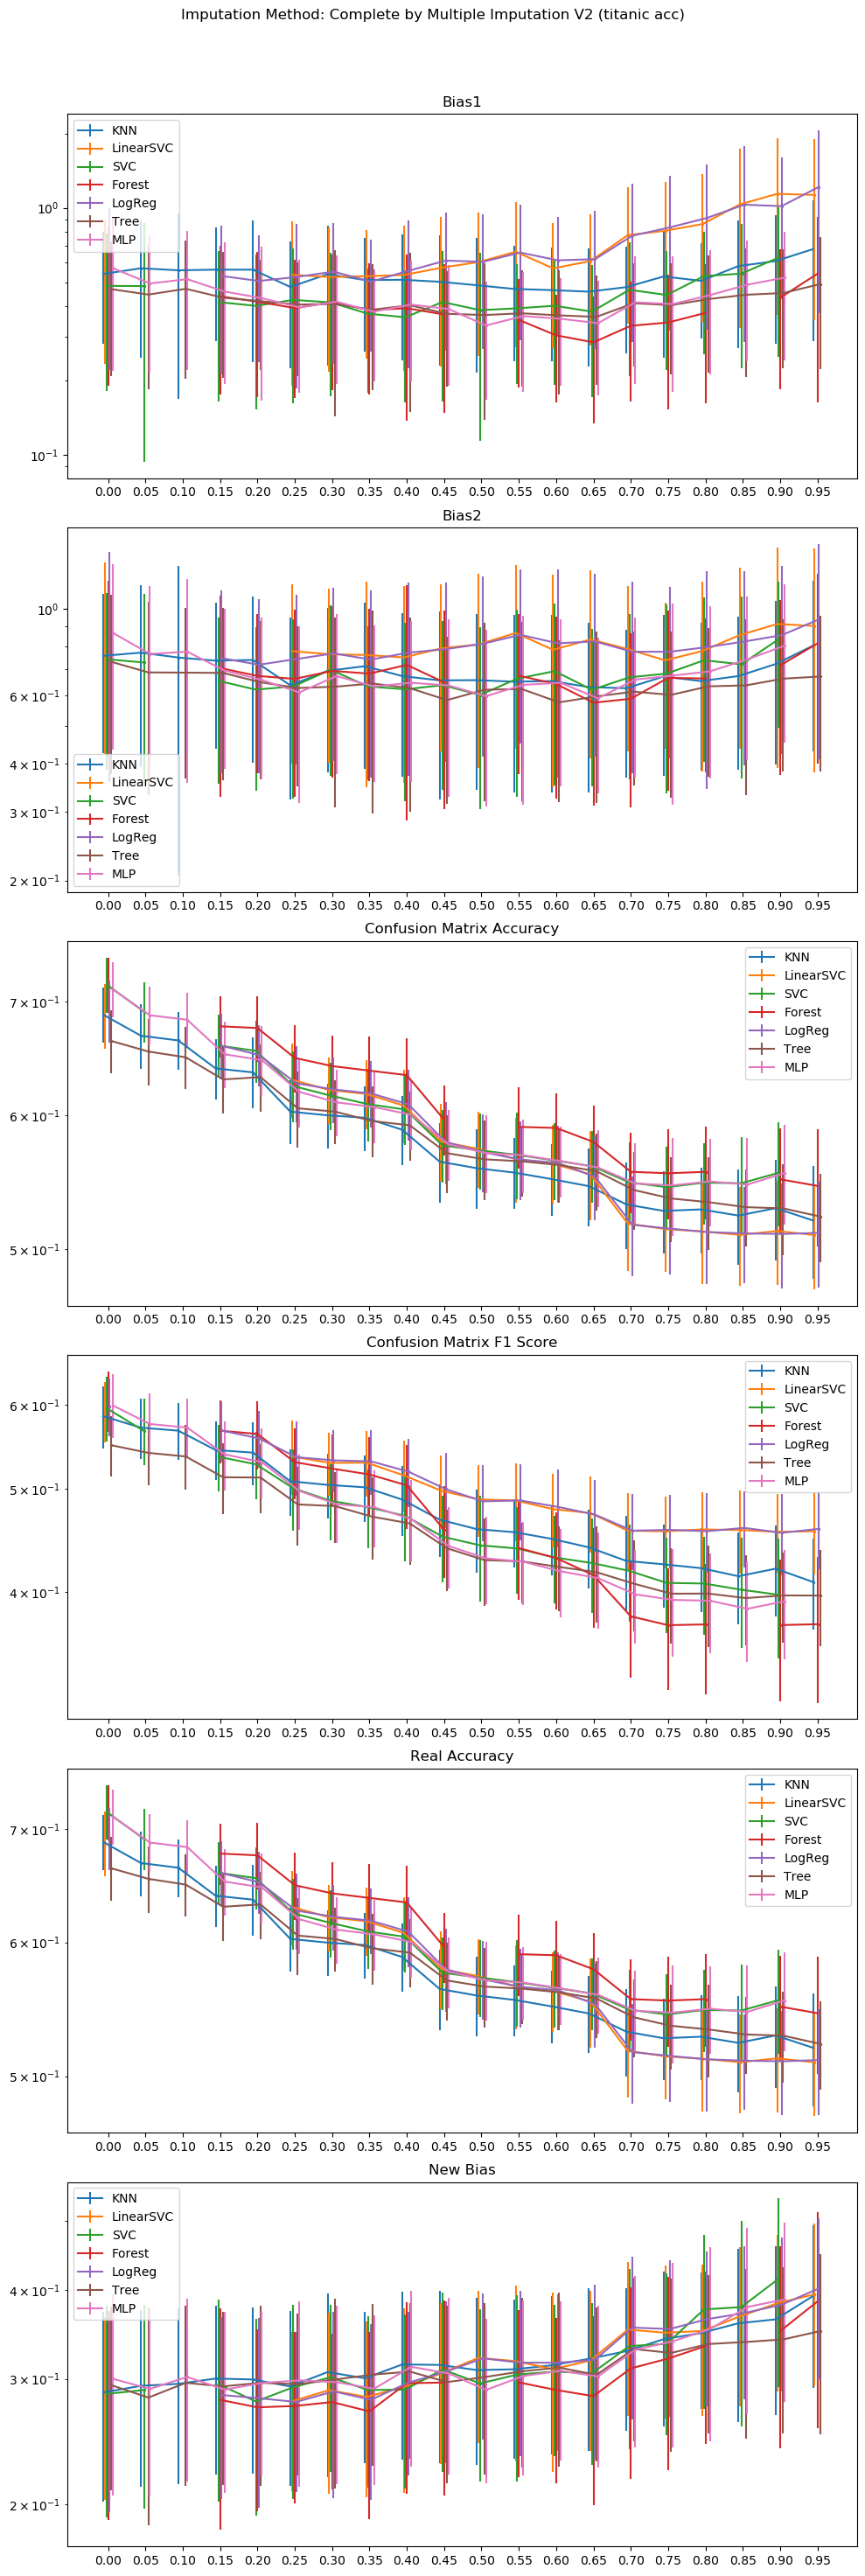 Imputation Method: Complete by Multiple Imputation V2 (titanic acc)
Bias1
KNN
LinearSVC
SVC
Forest
LogReg
Tree
MLP
10⁰
10⁻¹
0.00 0.05 0.10 0.15 0.20 0.25 0.30 0.35 0.40 0.45 0.50 0.55 0.60 0.65 0.70 0.75 0.80 0.85 0.90 0.95
Bias2
10⁰
6 × 10⁻¹
4 × 10⁻¹
3 × 10⁻¹
2 × 10⁻¹
KNN
LinearSVC
SVC
Forest
LogReg
Tree
MLP
0.00 0.05 0.10 0.15 0.20 0.25 0.30 0.35 0.40 0.45 0.50 0.55 0.60 0.65 0.70 0.75 0.80 0.85 0.90 0.95
Confusion Matrix Accuracy
KNN
LinearSVC
SVC
Forest
LogReg
Tree
MLP
7 × 10⁻¹
6 × 10⁻¹
5 × 10⁻¹
0.00 0.05 0.10 0.15 0.20 0.25 0.30 0.35 0.40 0.45 0.50 0.55 0.60 0.65 0.70 0.75 0.80 0.85 0.90 0.95
Confusion Matrix F1 Score
KNN
LinearSVC
SVC
Forest
LogReg
Tree
MLP
6 × 10⁻¹
5 × 10⁻¹
4 × 10⁻¹
0.00 0.05 0.10 0.15 0.20 0.25 0.30 0.35 0.40 0.45 0.50 0.55 0.60 0.65 0.70 0.75 0.80 0.85 0.90 0.95
Real Accuracy
KNN
LinearSVC
SVC
Forest
LogReg
Tree
MLP
7 × 10⁻¹
6 × 10⁻¹
5 × 10⁻¹
0.00 0.05 0.10 0.15 0.20 0.25 0.30 0.35 0.40 0.45 0.50 0.55 0.60 0.65 0.70 0.75 0.80 0.85 0.90 0.95
New Bias
KNN
LinearSVC
SVC
Forest
LogReg
Tree
MLP
4 × 10⁻¹
3 × 10⁻¹
2 × 10⁻¹
0.00 0.05 0.10 0.15 0.20 0.25 0.30 0.35 0.40 0.45 0.50 0.55 0.60 0.65 0.70 0.75 0.80 0.85 0.90 0.95